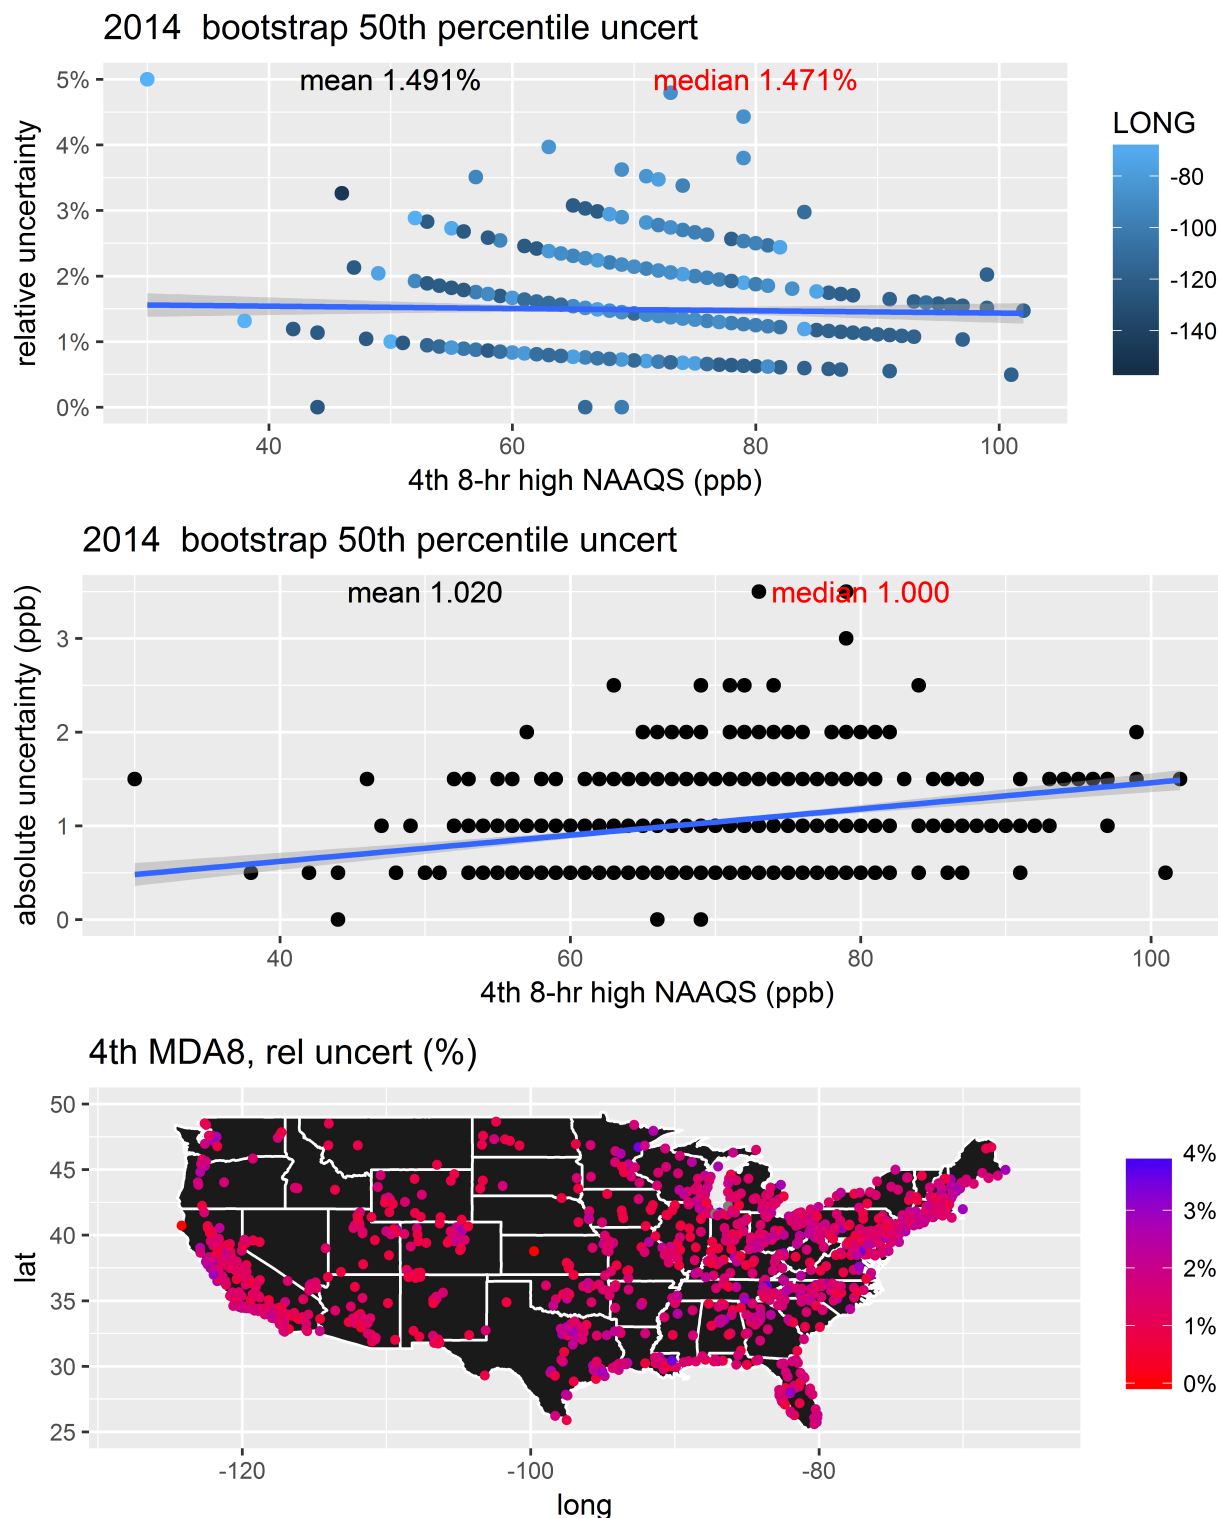 2014  bootstrap 50th percentile uncert
mean 1.491%
median 1.471%
5%
4%
3%
2%
1%
0%
relative uncertainty
40
60
80
100
4th 8-hr high NAAQS (ppb)
LONG
-80
-100
-120
-140
2014  bootstrap 50th percentile uncert
mean 1.020
median 1.000
3
2
1
0
absolute uncertainty (ppb)
40
60
80
100
4th 8-hr high NAAQS (ppb)
4th MDA8, rel uncert (%)
50
45
40
35
30
25
lat
-120
-100
-80
long
4%
3%
2%
1%
0%